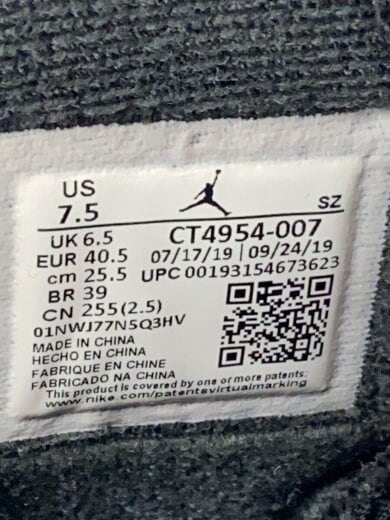 US
7.5
SZ
UK 6.5
CT4954-007
EUR 40.5
07/17/19 | 09/24/19
cm 25.5
UPC 00193154673623
BR 39
CN 255(2.5)
01NWJ77N5Q3HV
MADE IN CHINA
HECHO EN CHINA
FABRIQUE EN CHINE
FABRICADO NA CHINA
This product is covered by one or more patents:
www.nike.com/patentsvirtualmarking